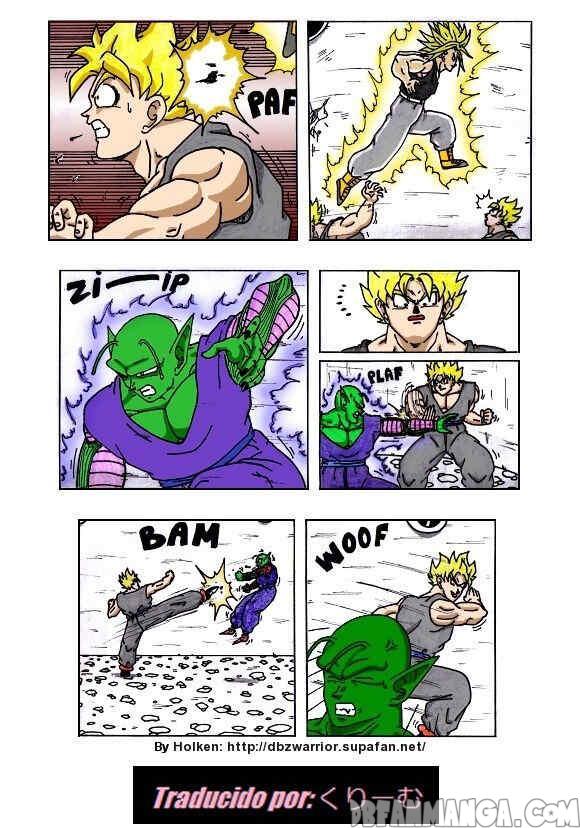 PAF
ZI—IP
...
PLAF
BAM
WOOF
By Holken: http://dbzwarrior.supafan.net/
Traducido por: くりーむ
DBFANMANGA.COM